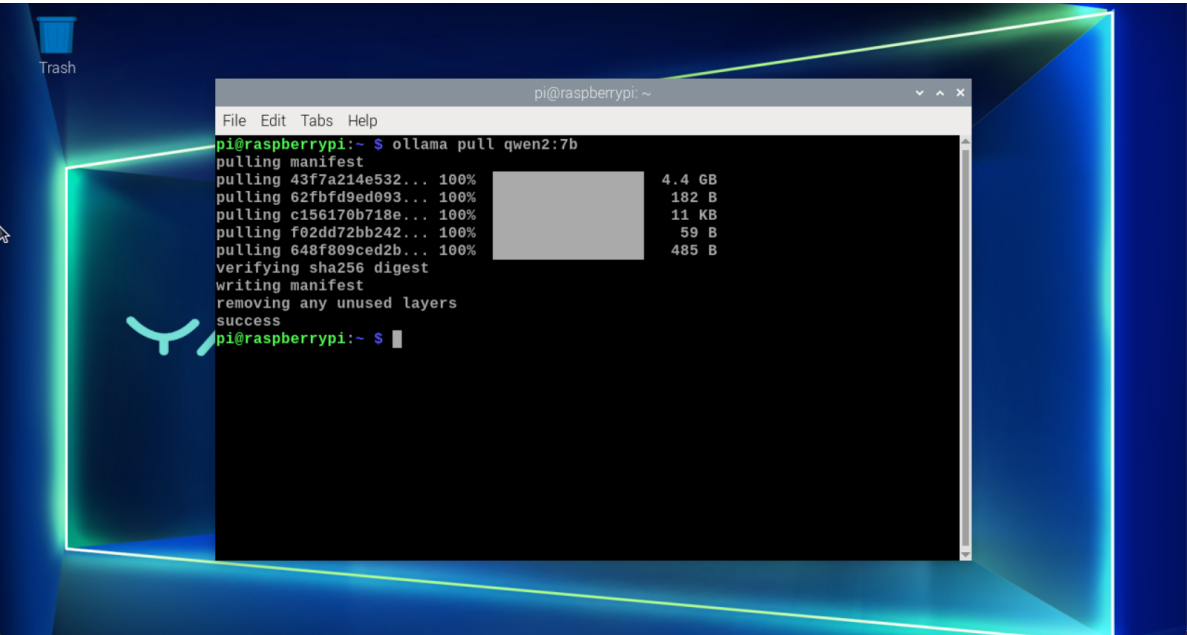 Trash
pi@raspberrypi: ~
File Edit Tabs Help
pi@raspberrypi:~ $ ollama pull qwen2:7b
pulling manifest
pulling 43f7a214e532... 100% 4.4 GB
pulling 62fbfd9ed093... 100% 182 B
pulling c156170b718e... 100% 11 KB
pulling f02dd72bb242... 100% 59 B
pulling 648f809ced2b... 100% 485 B
verifying sha256 digest
writing manifest
removing any unused layers
success
pi@raspberrypi:~ $